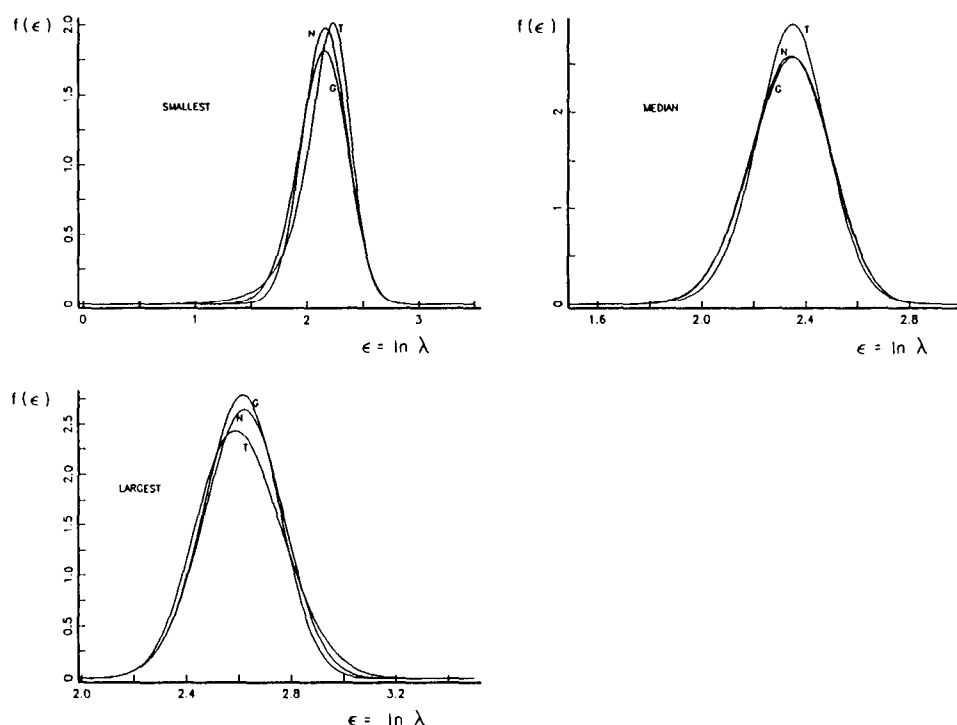 f(ϵ)
2.0
1.5
1.0
0.5
0
N
T
G
SMALLEST
0
1
2
3
ϵ = ln λ
f(ϵ)
2
1
0
T
N
G
MEDIAN
1.6
2.0
2.4
2.8
ϵ = ln λ
f(ϵ)
2.5
2.0
1.5
1.0
0.5
0
G
N
T
LARGEST
2.0
2.4
2.8
3.2
ϵ = ln λ